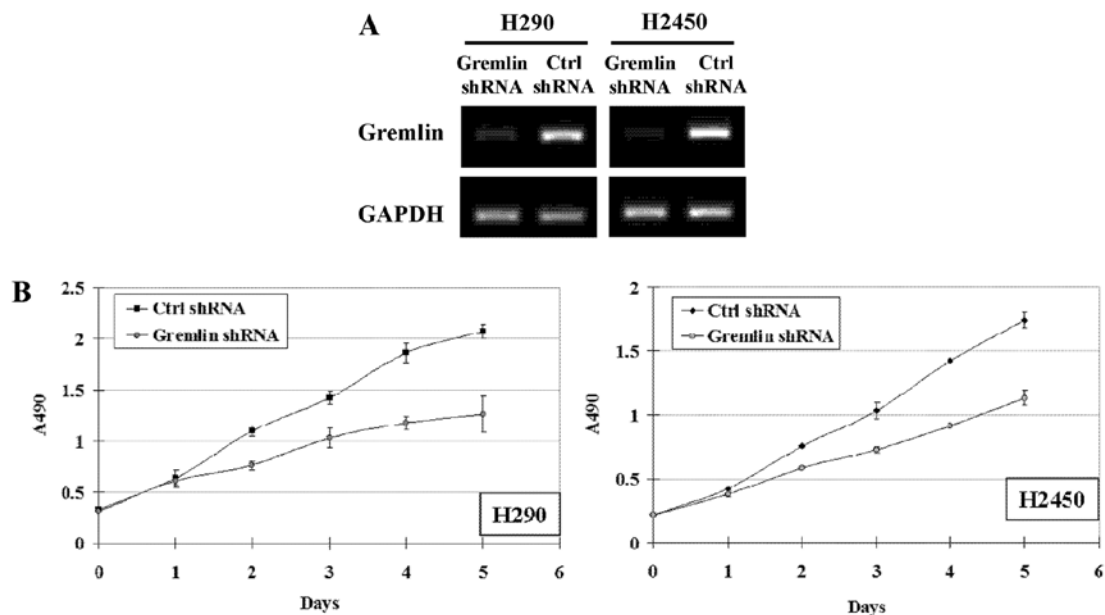 A
H290 H2450
Gremlin Ctrl Gremlin Ctrl
shRNA shRNA shRNA shRNA
Gremlin
GAPDH
B
2.5
2
1.5
1
0.5
0
A490
Ctrl shRNA
Gremlin shRNA
H290
0 1 2 3 4 5 6
Days
2
1.5
1
0.5
0
A490
Ctrl shRNA
Gremlin shRNA
H2450
0 1 2 3 4 5 6
Days